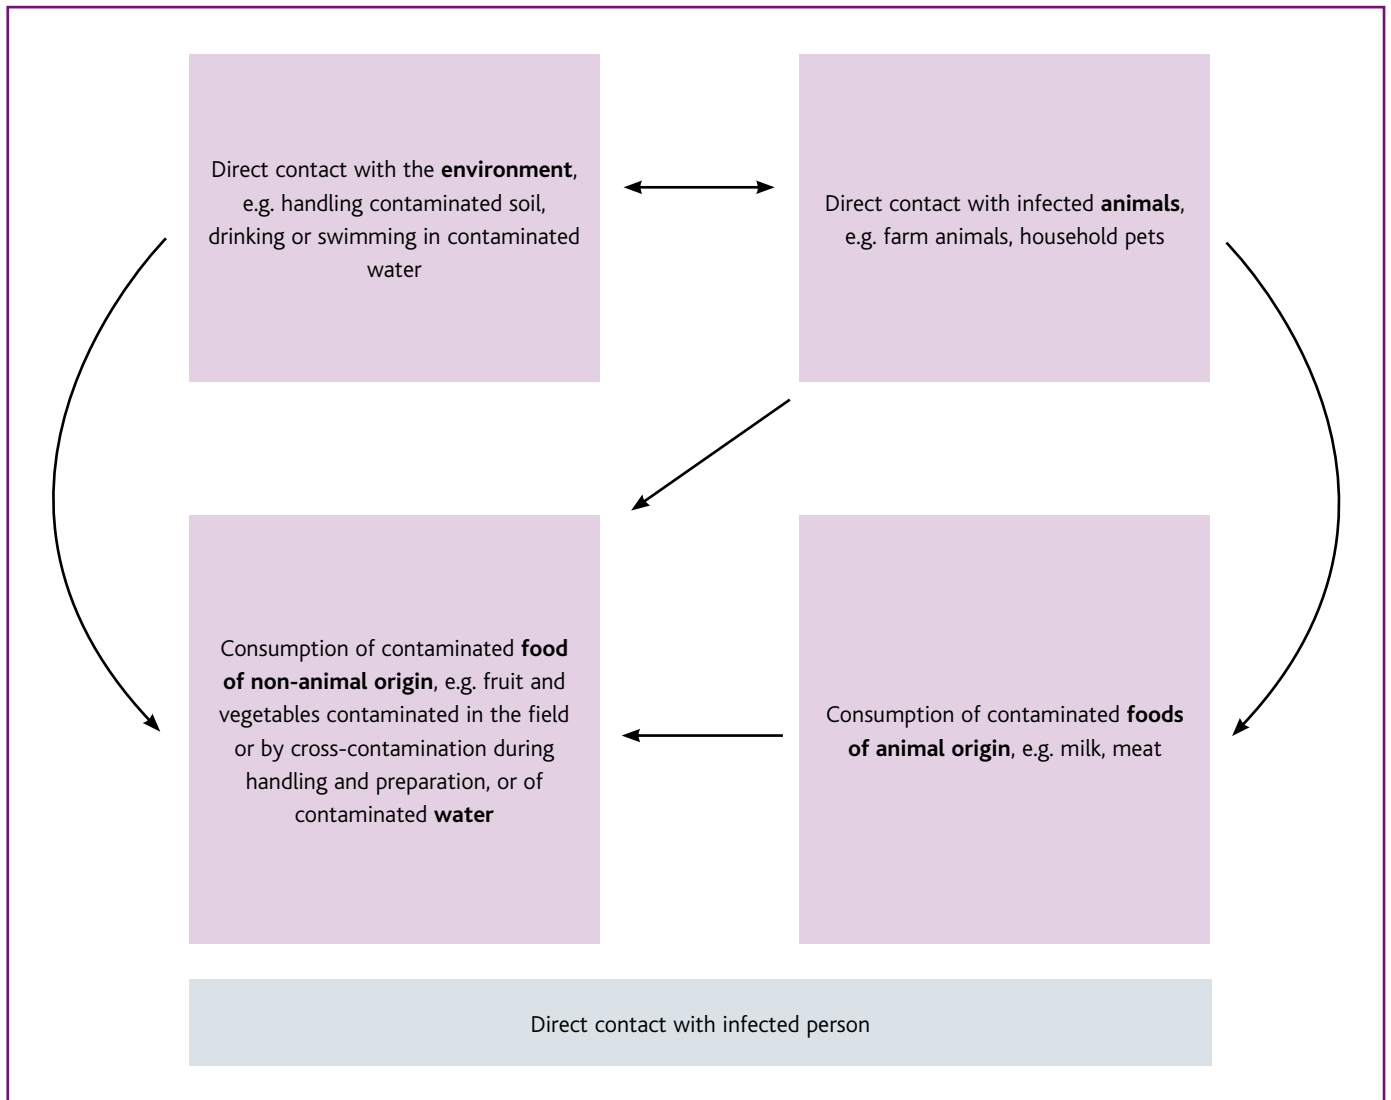 Direct contact with the environment,
e.g. handling contaminated soil,
drinking or swimming in contaminated
water
Direct contact with infected animals,
e.g. farm animals, household pets
Consumption of contaminated food
of non-animal origin, e.g. fruit and
vegetables contaminated in the field
or by cross-contamination during
handling and preparation, or of
contaminated water
Consumption of contaminated foods
of animal origin, e.g. milk, meat
Direct contact with infected person